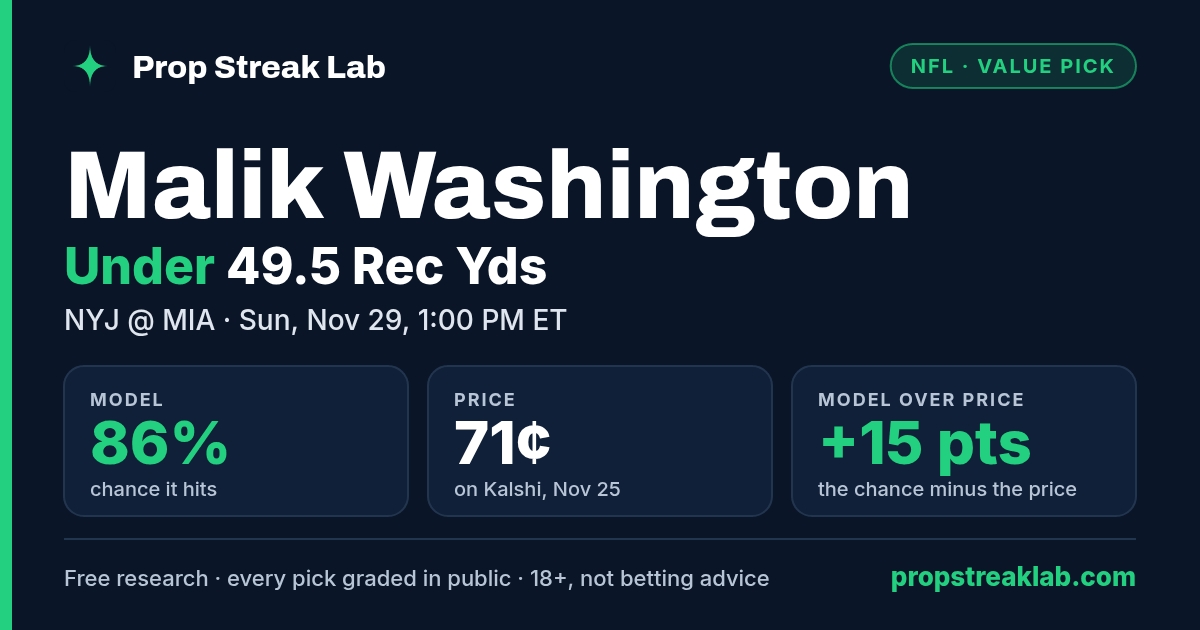 Prop Streak Lab
NFL · VALUE PICK
Malik Washington
Under 49.5 Rec Yds
NYJ @ MIA · Sun, Nov 29, 1:00 PM ET
MODEL
86%
chance it hits
PRICE
71¢
on Kalshi, Nov 25
MODEL OVER PRICE
+15 pts
the chance minus the price
Free research · every pick graded in public · 18+, not betting advice
propstreaklab.com